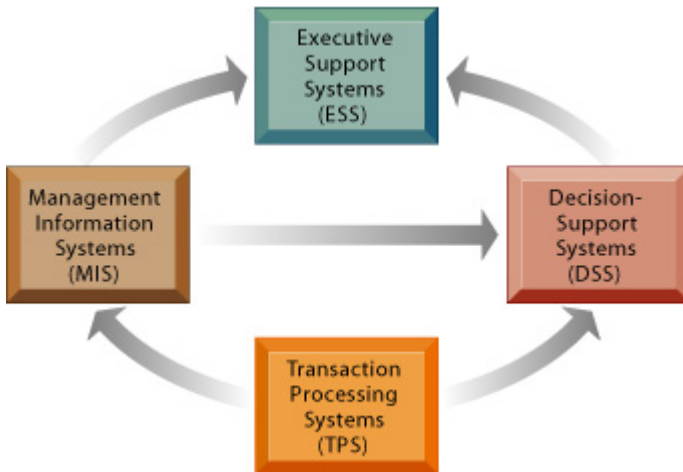 Executive
Support
Systems
(ESS)
Management
Information
Systems
(MIS)
Decision-
Support
Systems
(DSS)
Transaction
Processing
Systems
(TPS)